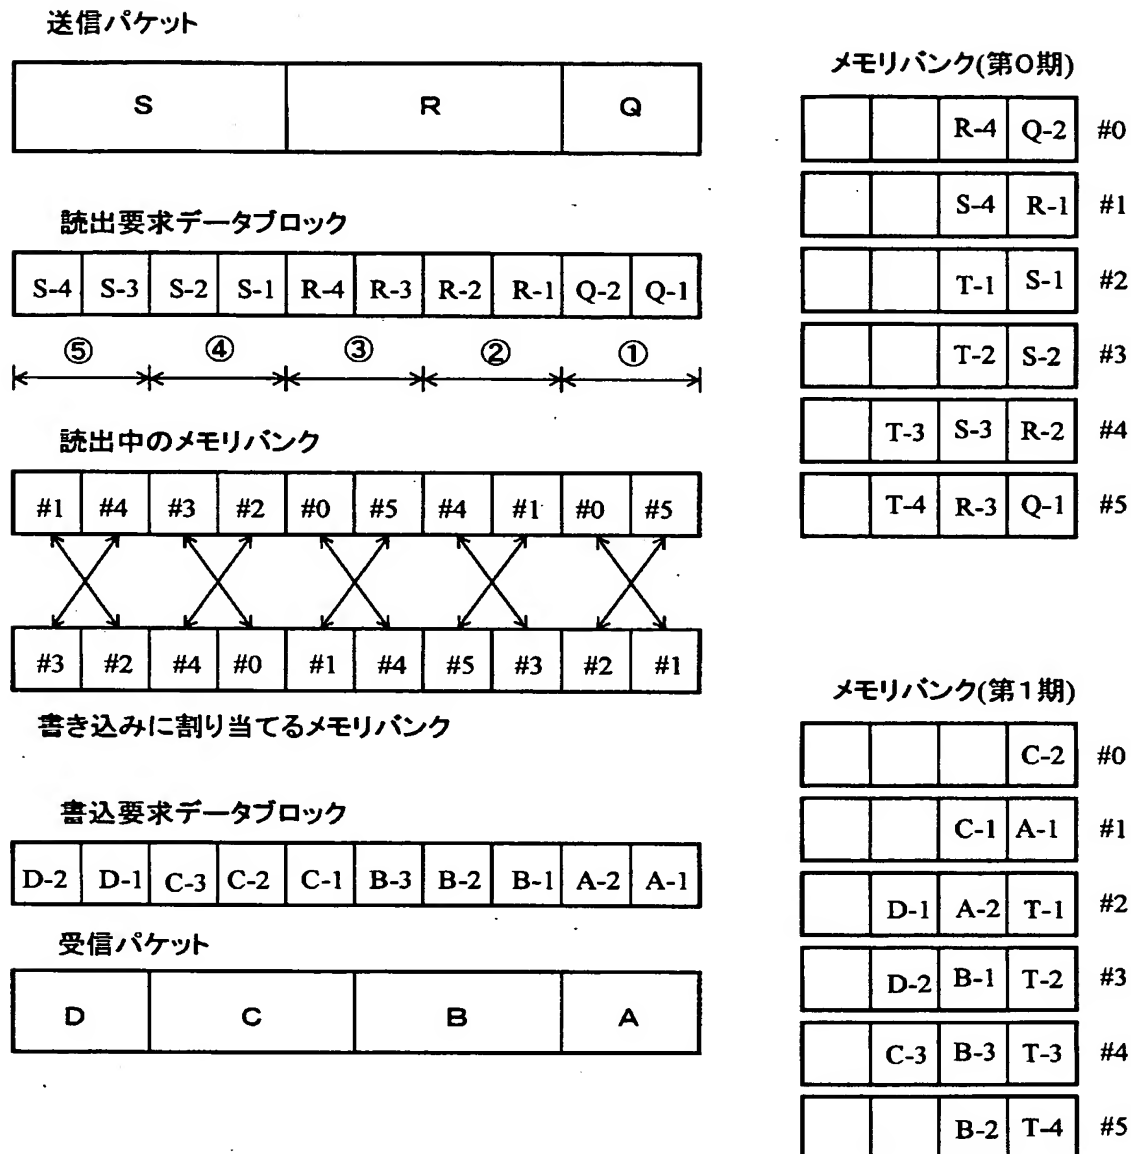 送信パケット
S R Q
読出要求データブロック
S-4 S-3 S-2 S-1 R-4 R-3 R-2 R-1 Q-2 Q-1
⑤ ④ ③ ② ①
読出中のメモリバンク
#1 #4 #3 #2 #0 #5 #4 #1 #0 #5
#3 #2 #4 #0 #1 #4 #5 #3 #2 #1
書き込みに割り当てるメモリバンク
書込要求データブロック
D-2 D-1 C-3 C-2 C-1 B-3 B-2 B-1 A-2 A-1
受信パケット
D C B A
メモリバンク(第0期)
R-4 Q-2 #0
S-4 R-1 #1
T-1 S-1 #2
T-2 S-2 #3
T-3 S-3 R-2 #4
T-4 R-3 Q-1 #5
メモリバンク(第1期)
C-2 #0
C-1 A-1 #1
D-1 A-2 T-1 #2
D-2 B-1 T-2 #3
C-3 B-3 T-3 #4
B-2 T-4 #5